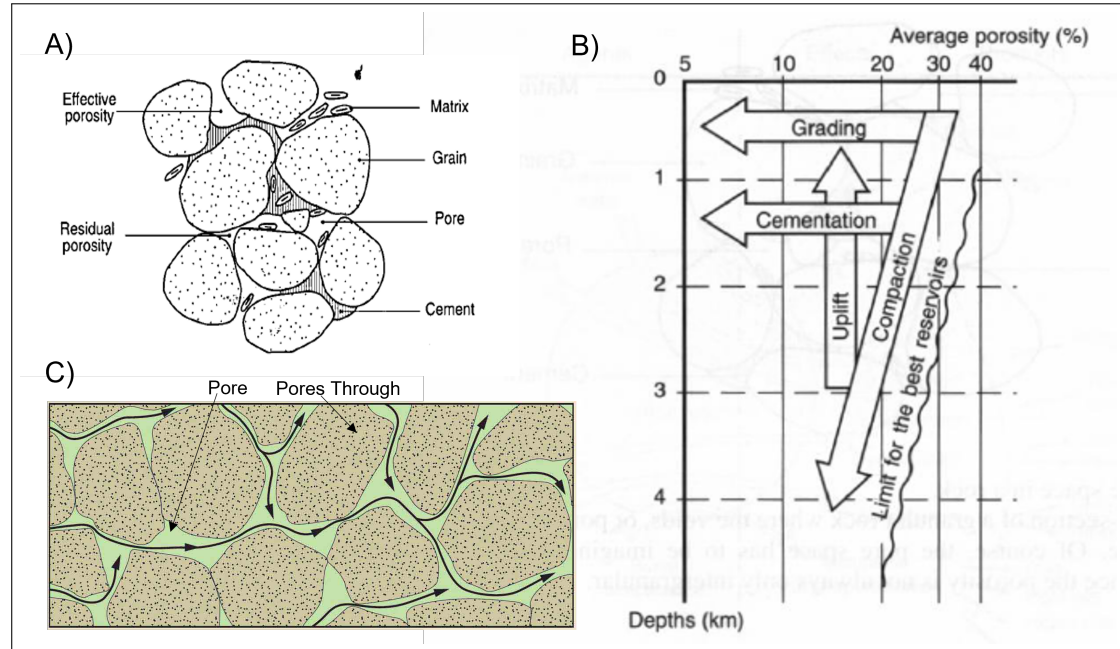 A)
Effective
porosity
Matrix
Grain
Residual
porosity
Pore
Cement
B)
Average porosity (%)
5 10 20 30 40
0
Grading
1
Cementation
2
Uplift
Compaction
Limit for the best reservoirs
3
4
Depths (km)
C)
Pore Pores Through